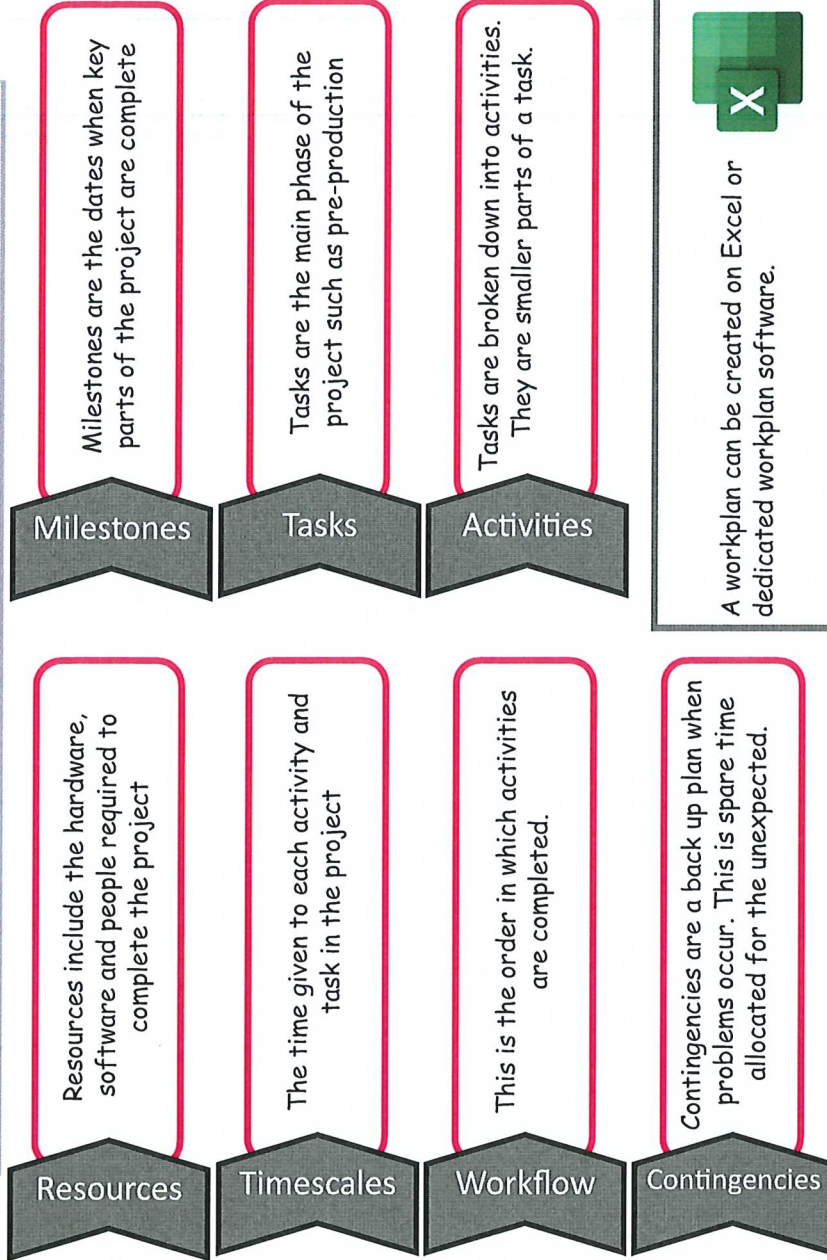 Resources
Resources include the hardware,
software and people required to
complete the project
Timescales
The time given to each activity and
task in the project
Workflow
This is the order in which activities
are completed.
Contingencies
Contingencies are a back up plan when
problems occur. This is spare time
allocated for the unexpected.
Milestones
Milestones are the dates when key
parts of the project are complete
Tasks
Tasks are the main phase of the
project such as pre-production
Activities
Tasks are broken down into activities.
They are smaller parts of a task.
A workplan can be created on Excel or
dedicated workplan software.
X